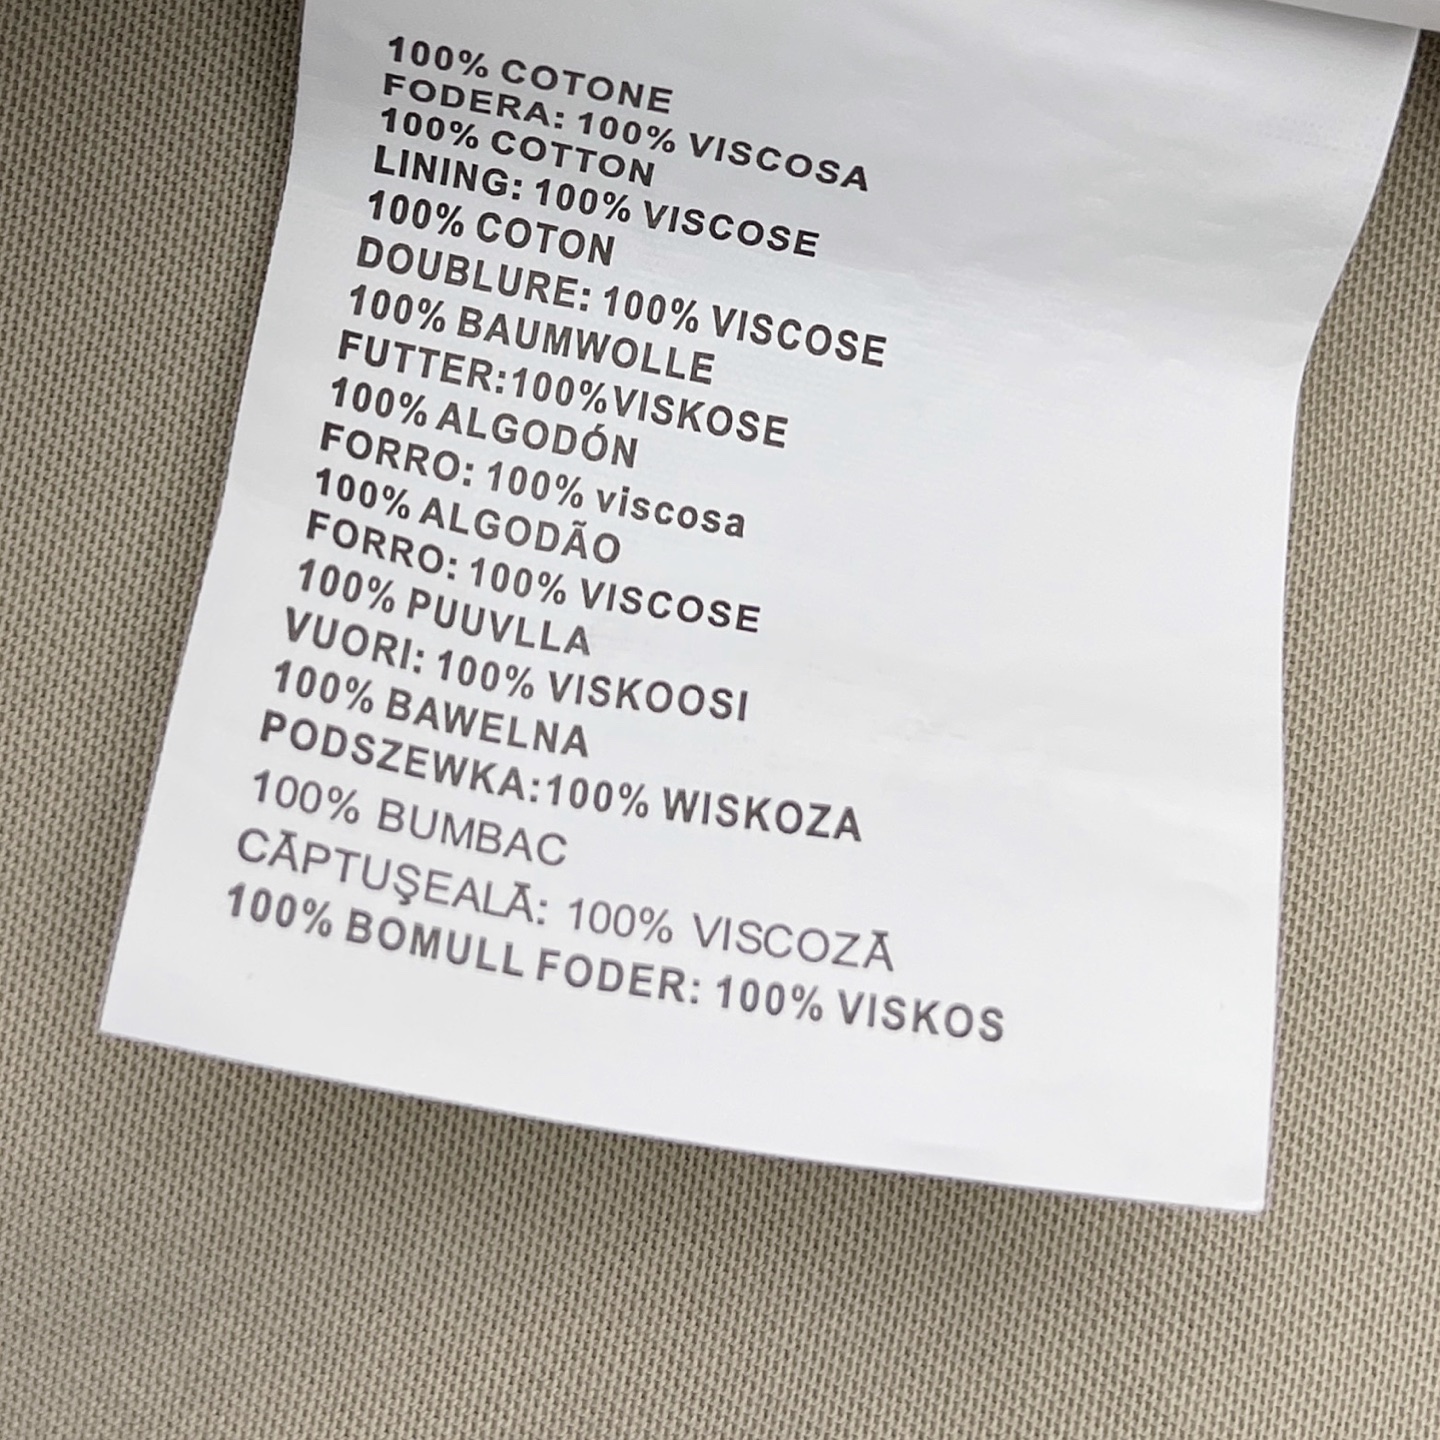 100% COTONE
FODERA: 100% VISCOSA
100% COTTON
LINING: 100% VISCOSE
100% COTON
DOUBLURE: 100% VISCOSE
100% BAUMWOLLE
FUTTER:100%VISKOSE
100% ALGODÓN
FORRO: 100% viscosa
100% ALGODÃO
FORRO: 100% VISCOSE
100% PUUVLLA
VUORI: 100% VISKOOSI
100% BAWELNA
PODSZEWKA:100% WISKOZA
100% BUMBAC
CĂPTUŞEALĂ: 100% VISCOZĂ
100% BOMULL FODER: 100% VISKOS